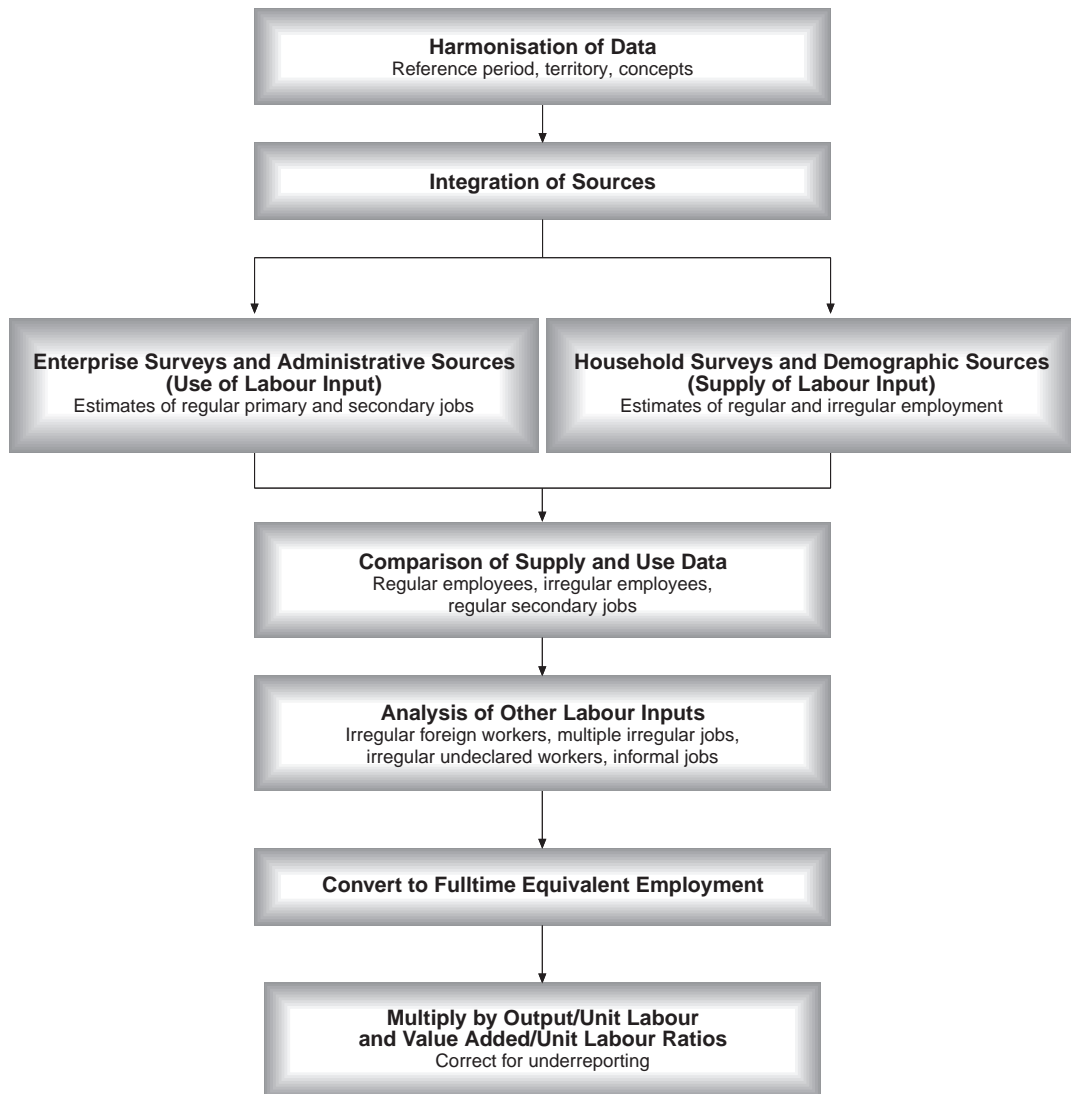 Harmonisation of Data
Reference period, territory, concepts
Integration of Sources
Enterprise Surveys and Administrative Sources
(Use of Labour Input)
Estimates of regular primary and secondary jobs
Household Surveys and Demographic Sources
(Supply of Labour Input)
Estimates of regular and irregular employment
Comparison of Supply and Use Data
Regular employees, irregular employees,
regular secondary jobs
Analysis of Other Labour Inputs
Irregular foreign workers, multiple irregular jobs,
irregular undeclared workers, informal jobs
Convert to Fulltime Equivalent Employment
Multiply by Output/Unit Labour
and Value Added/Unit Labour Ratios
Correct for underreporting